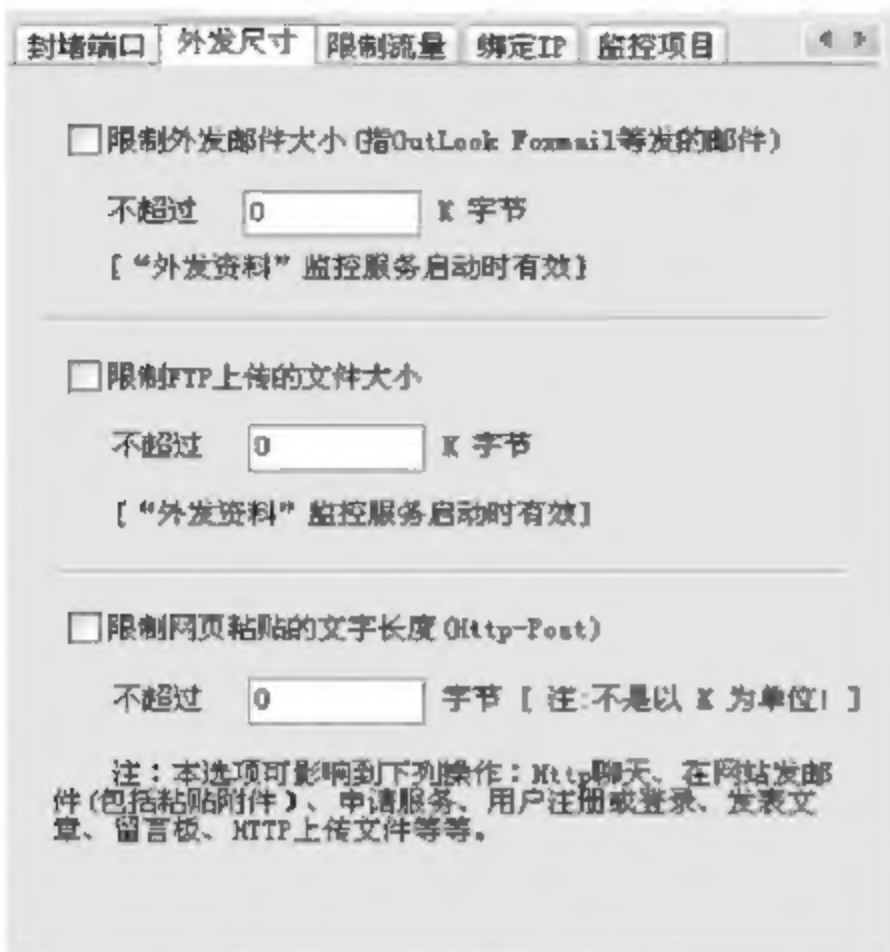 封堵端口 外发尺寸 限制流量 绑定IP 监控项目
限制外发邮件大小(指OutLook Foxmail等发的邮件)
不超过 0 K 字节
[“外发资料”监控服务启动时有效]
限制FTP上传的文件大小
不超过 0 K 字节
[“外发资料”监控服务启动时有效]
限制网页粘贴的文字长度(Http-Post)
不超过 0 字节 [ 注:不是以 K 为单位! ]
注：本选项可影响到下列操作：Http聊天、在网站发邮
件(包括粘贴附件)、申请服务、用户注册或登录、发表文
章、留言板、HTTP上传文件等等。